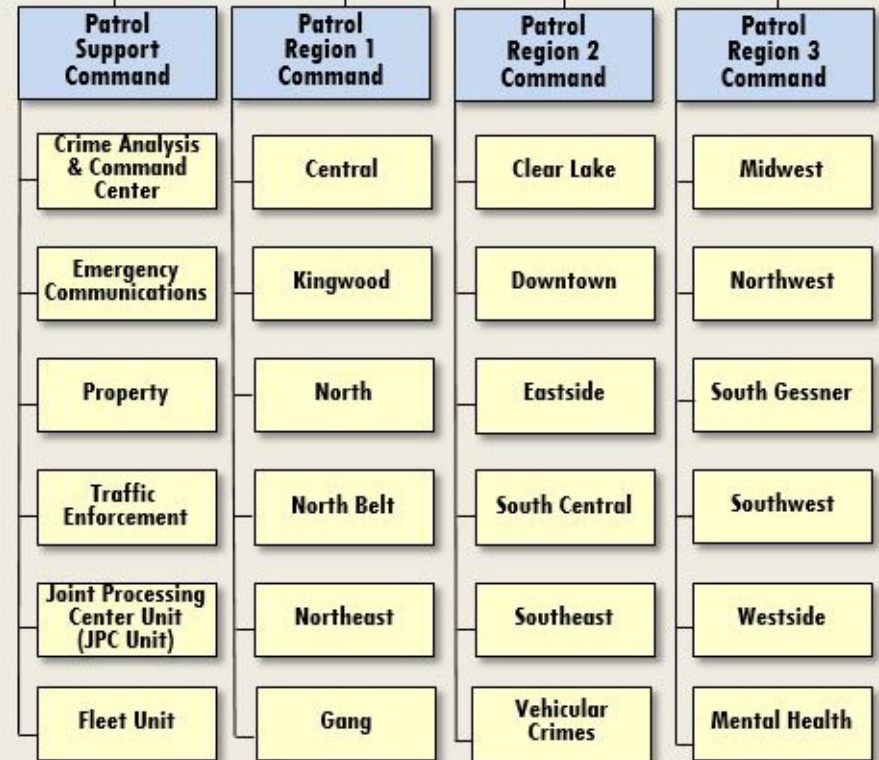 Patrol
Support
Command
Crime Analysis
& Command
Center
Emergency
Communications
Property
Traffic
Enforcement
Joint Processing
Center Unit
(JPC Unit)
Fleet Unit
Patrol
Region 1
Command
Central
Kingwood
North
North Belt
Northeast
Gang
Patrol
Region 2
Command
Clear Lake
Downtown
Eastside
South Central
Southeast
Vehicular
Crimes
Patrol
Region 3
Command
Midwest
Northwest
South Gessner
Southwest
Westside
Mental Health